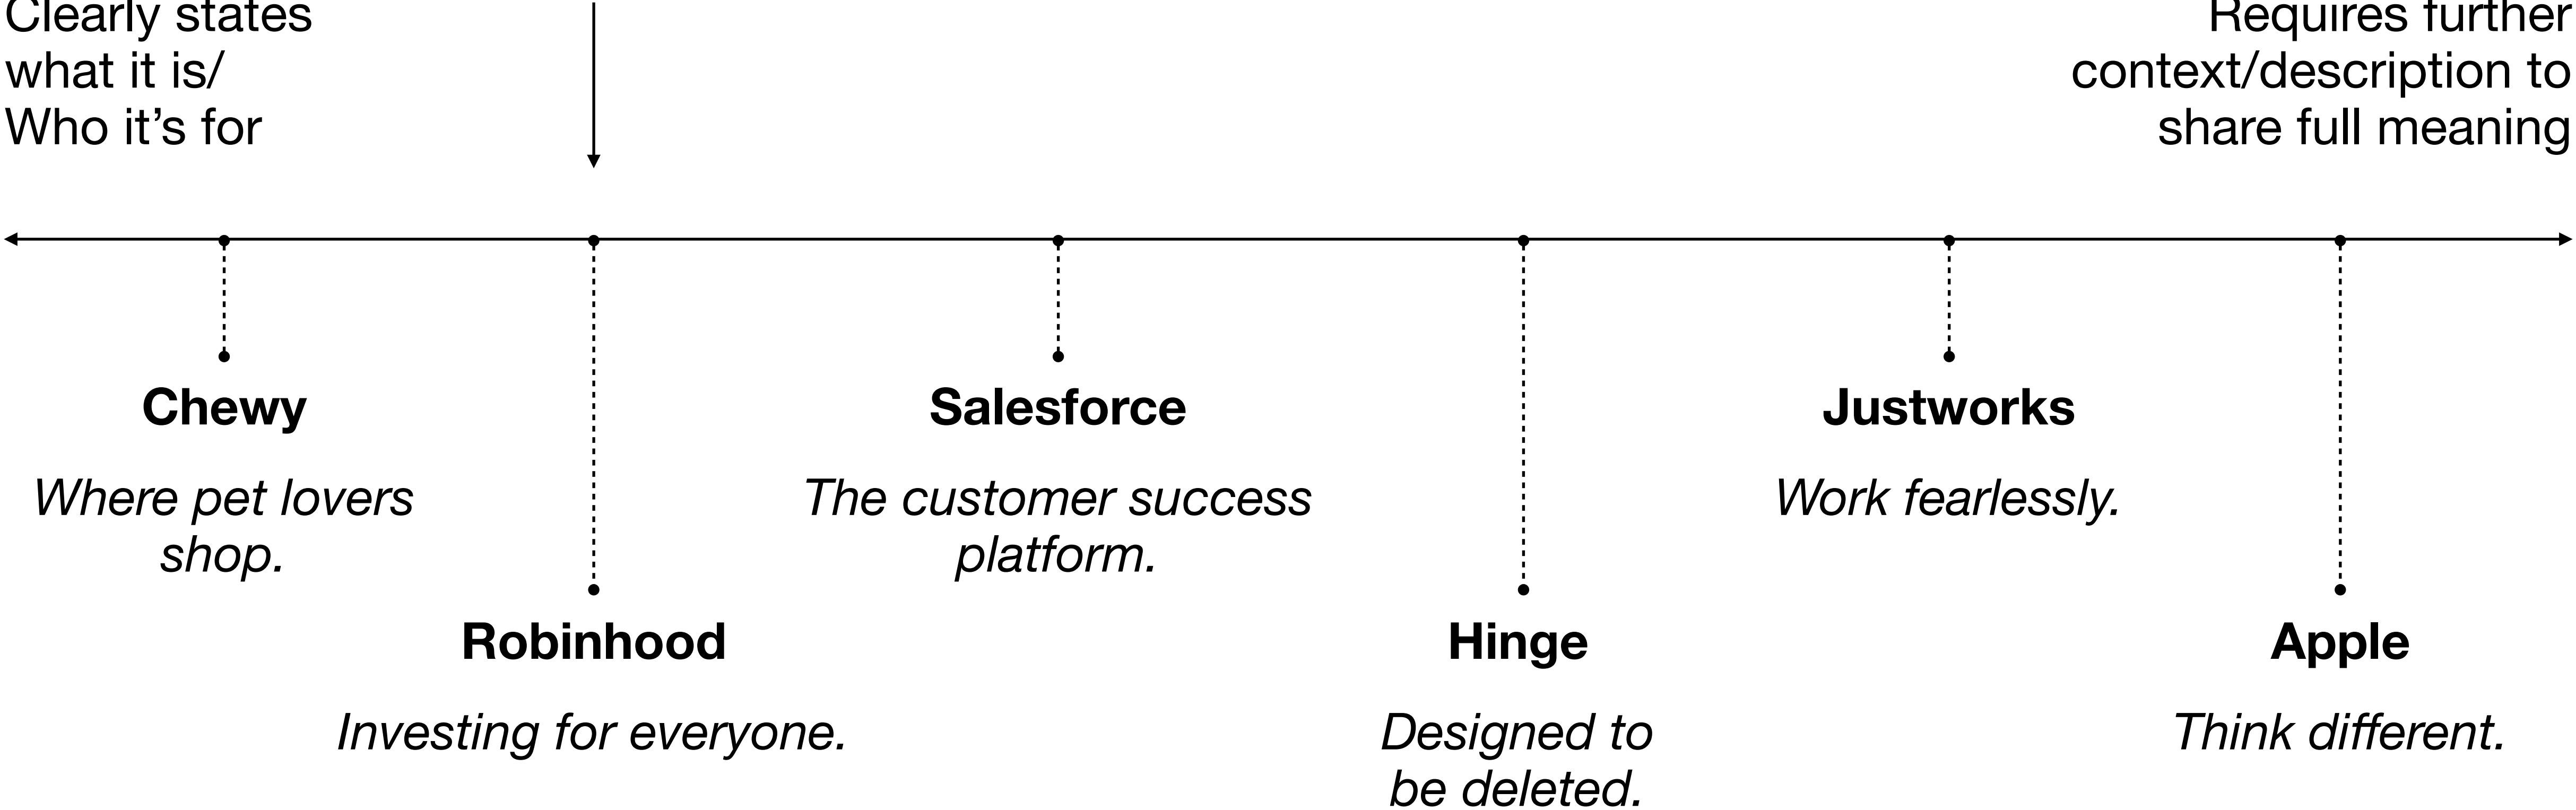 Clearly states
what it is/
Who it’s for
Requires further
context/description to
share full meaning
Chewy
Where pet lovers
shop.
Robinhood
Investing for everyone.
Salesforce
The customer success
platform.
Hinge
Designed to
be deleted.
Justworks
Work fearlessly.
Apple
Think different.